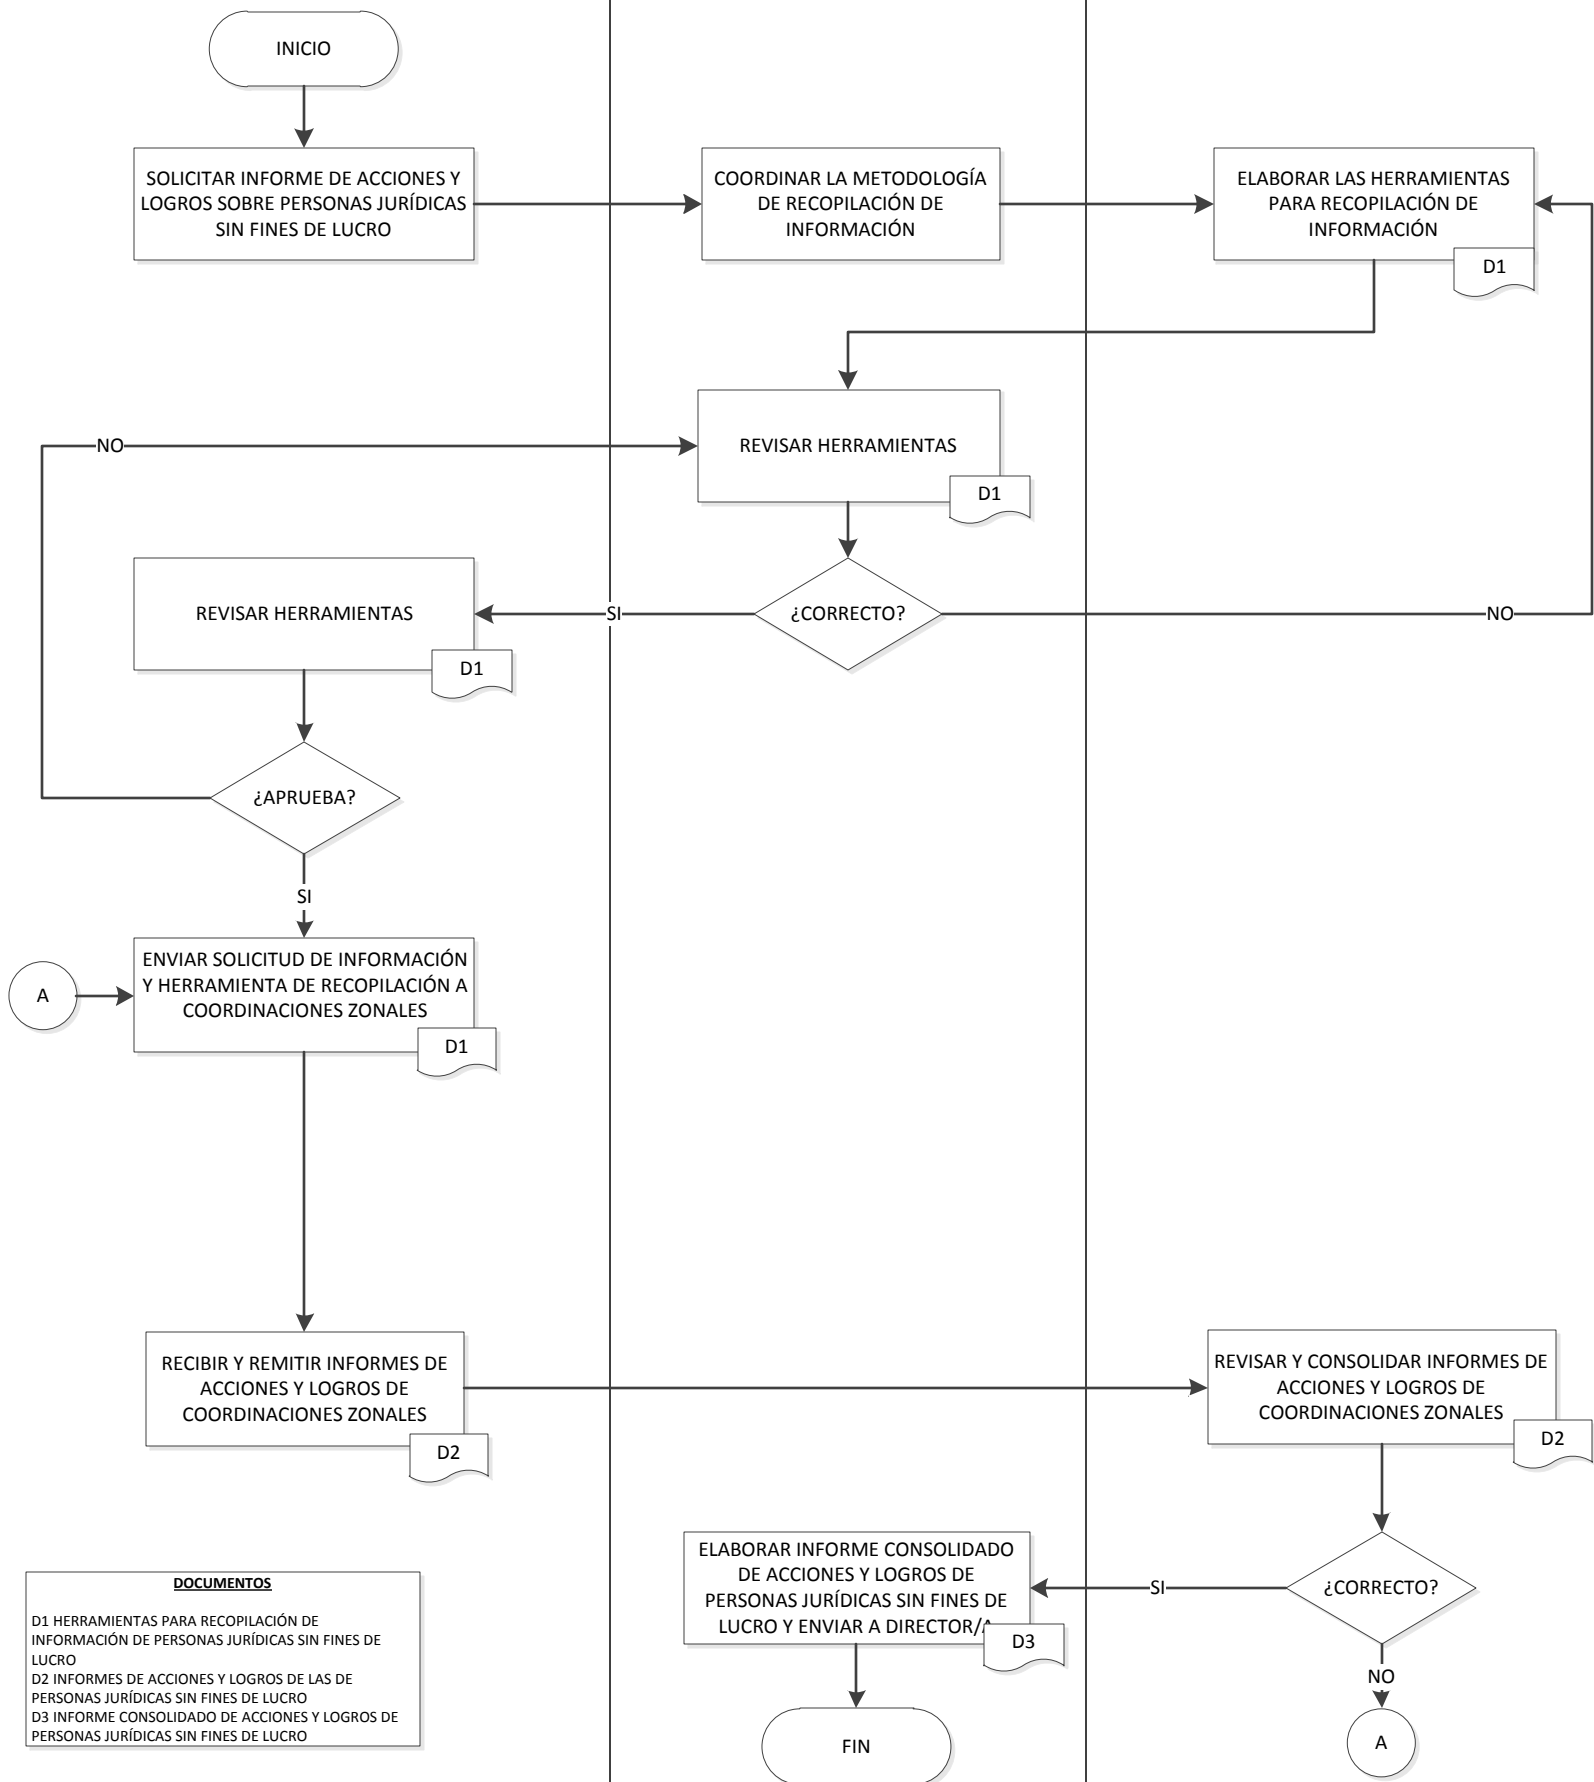 INICIO
SOLICITAR INFORME DE ACCIONES Y
LOGROS SOBRE PERSONAS JURÍDICAS
SIN FINES DE LUCRO
COORDINAR LA METODOLOGÍA
DE RECOPILACIÓN DE
INFORMACIÓN
ELABORAR LAS HERRAMIENTAS
PARA RECOPILACIÓN DE
INFORMACIÓN
D1
REVISAR HERRAMIENTAS
D1
NO
¿CORRECTO?
SI
NO
REVISAR HERRAMIENTAS
D1
¿APRUEBA?
SI
A
ENVIAR SOLICITUD DE INFORMACIÓN
Y HERRAMIENTA DE RECOPILACIÓN A
COORDINACIONES ZONALES
D1
RECIBIR Y REMITIR INFORMES DE
ACCIONES Y LOGROS DE
COORDINACIONES ZONALES
D2
REVISAR Y CONSOLIDAR INFORMES DE
ACCIONES Y LOGROS DE
COORDINACIONES ZONALES
D2
¿CORRECTO?
SI
NO
A
ELABORAR INFORME CONSOLIDADO
DE ACCIONES Y LOGROS DE
PERSONAS JURÍDICAS SIN FINES DE
LUCRO Y ENVIAR A DIRECTOR/A
D3
FIN
DOCUMENTOS
D1 HERRAMIENTAS PARA RECOPILACIÓN DE
INFORMACIÓN DE PERSONAS JURÍDICAS SIN FINES DE
LUCRO
D2 INFORMES DE ACCIONES Y LOGROS DE LAS DE
PERSONAS JURÍDICAS SIN FINES DE LUCRO
D3 INFORME CONSOLIDADO DE ACCIONES Y LOGROS DE
PERSONAS JURÍDICAS SIN FINES DE LUCRO